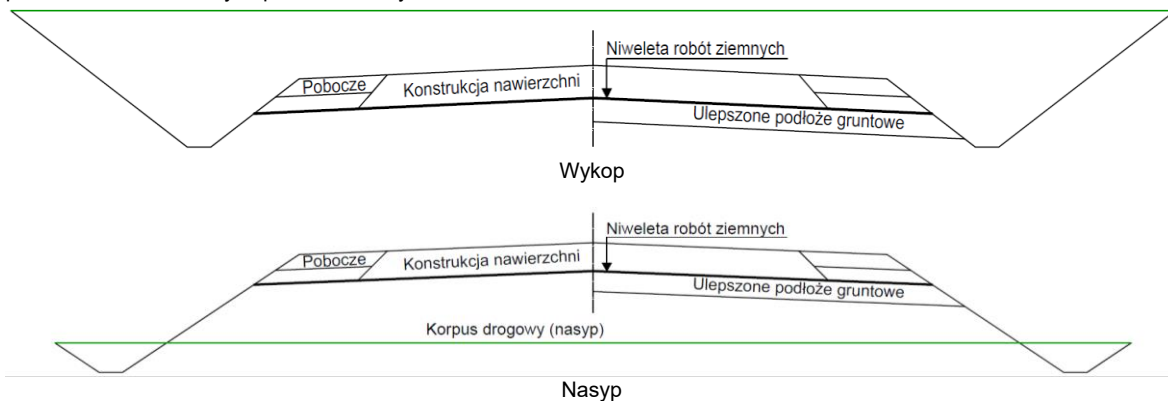 Niweleta robót ziemnych
Pobocze
Konstrukcja nawierzchni
Ulepszone podłoże gruntowe
Wykop
Niweleta robót ziemnych
Pobocze
Konstrukcja nawierzchni
Ulepszone podłoże gruntowe
Korpus drogowy (nasyp)
Nasyp